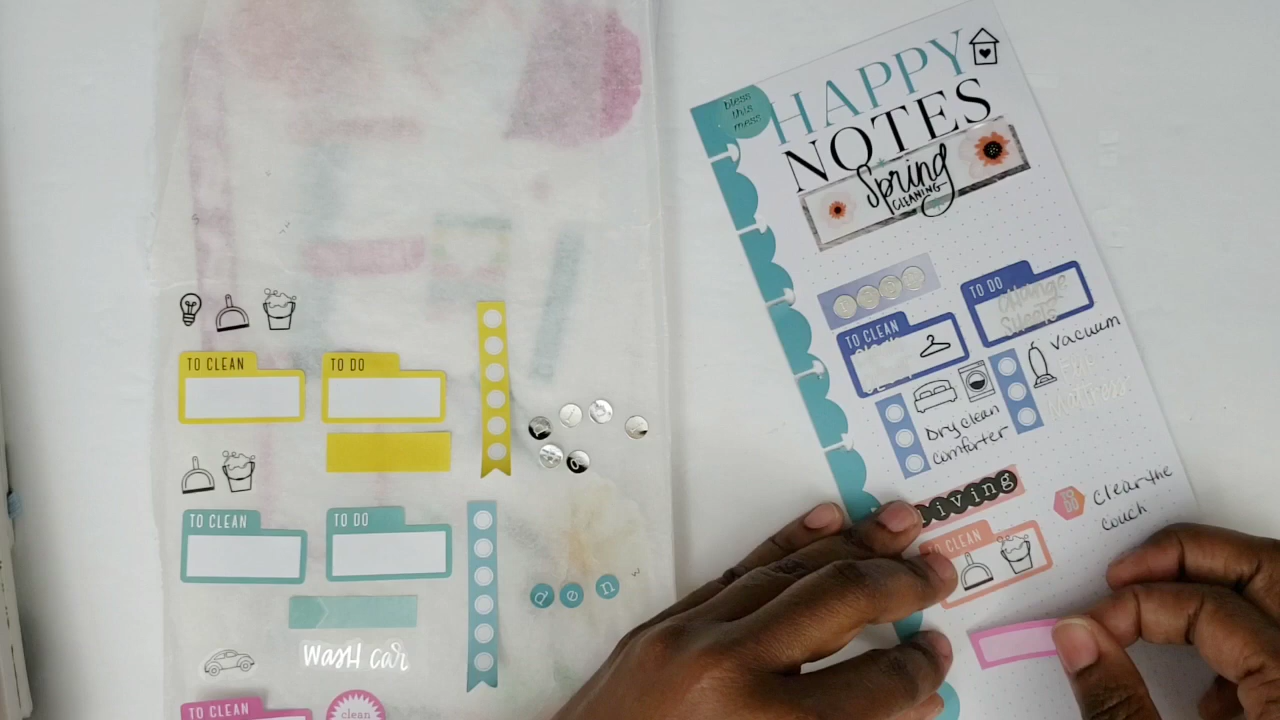 TO CLEAN
TO DO
TO CLEAN
TO DO
den
WASH CAR
TO CLEAN
clean
bless
this
mess
HAPPY
NOTES
Spring
CLEANING
TO CLEAN
TO DO
change
sheets
vacuum
Mattress
Dry clean
comforter
living
TO CLEAN
TO DO
clear the
couch